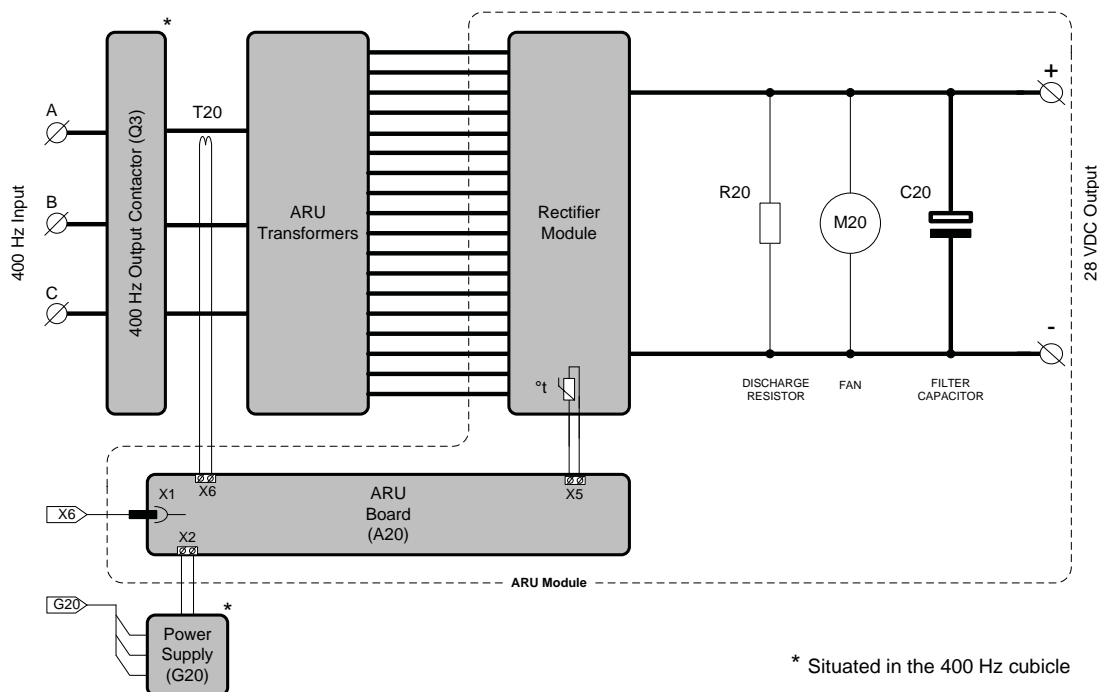 *
+
A
T20
400 Hz Input
B
C
400 Hz Output Contactor (Q3)
ARU
Transformers
Rectifier
Module
°t
R20
M20
C20
28 VDC Output
-
DISCHARGE
RESISTOR
FAN
FILTER
CAPACITOR
X1
X6
X5
ARU
Board
(A20)
X6
X2
ARU Module
G20
*
Power
Supply
(G20)
* Situated in the 400 Hz cubicle